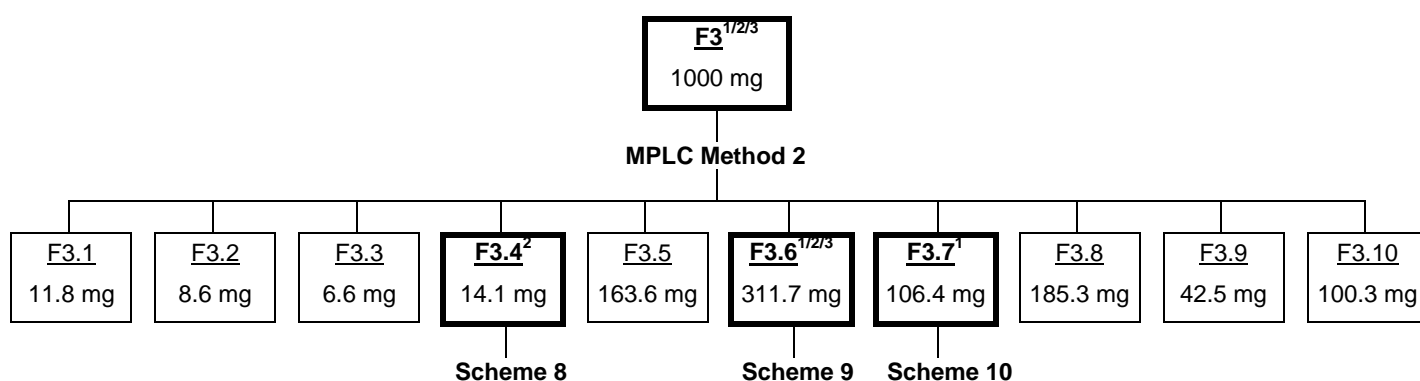 F3^1/2/3
1000 mg
MPLC Method 2
F3.1 F3.2 F3.3 F3.4^2 F3.5 F3.6^1/2/3 F3.7^1 F3.8 F3.9 F3.10
11.8 mg 8.6 mg 6.6 mg 14.1 mg 163.6 mg 311.7 mg 106.4 mg 185.3 mg 42.5 mg 100.3 mg
Scheme 8 Scheme 9 Scheme 10